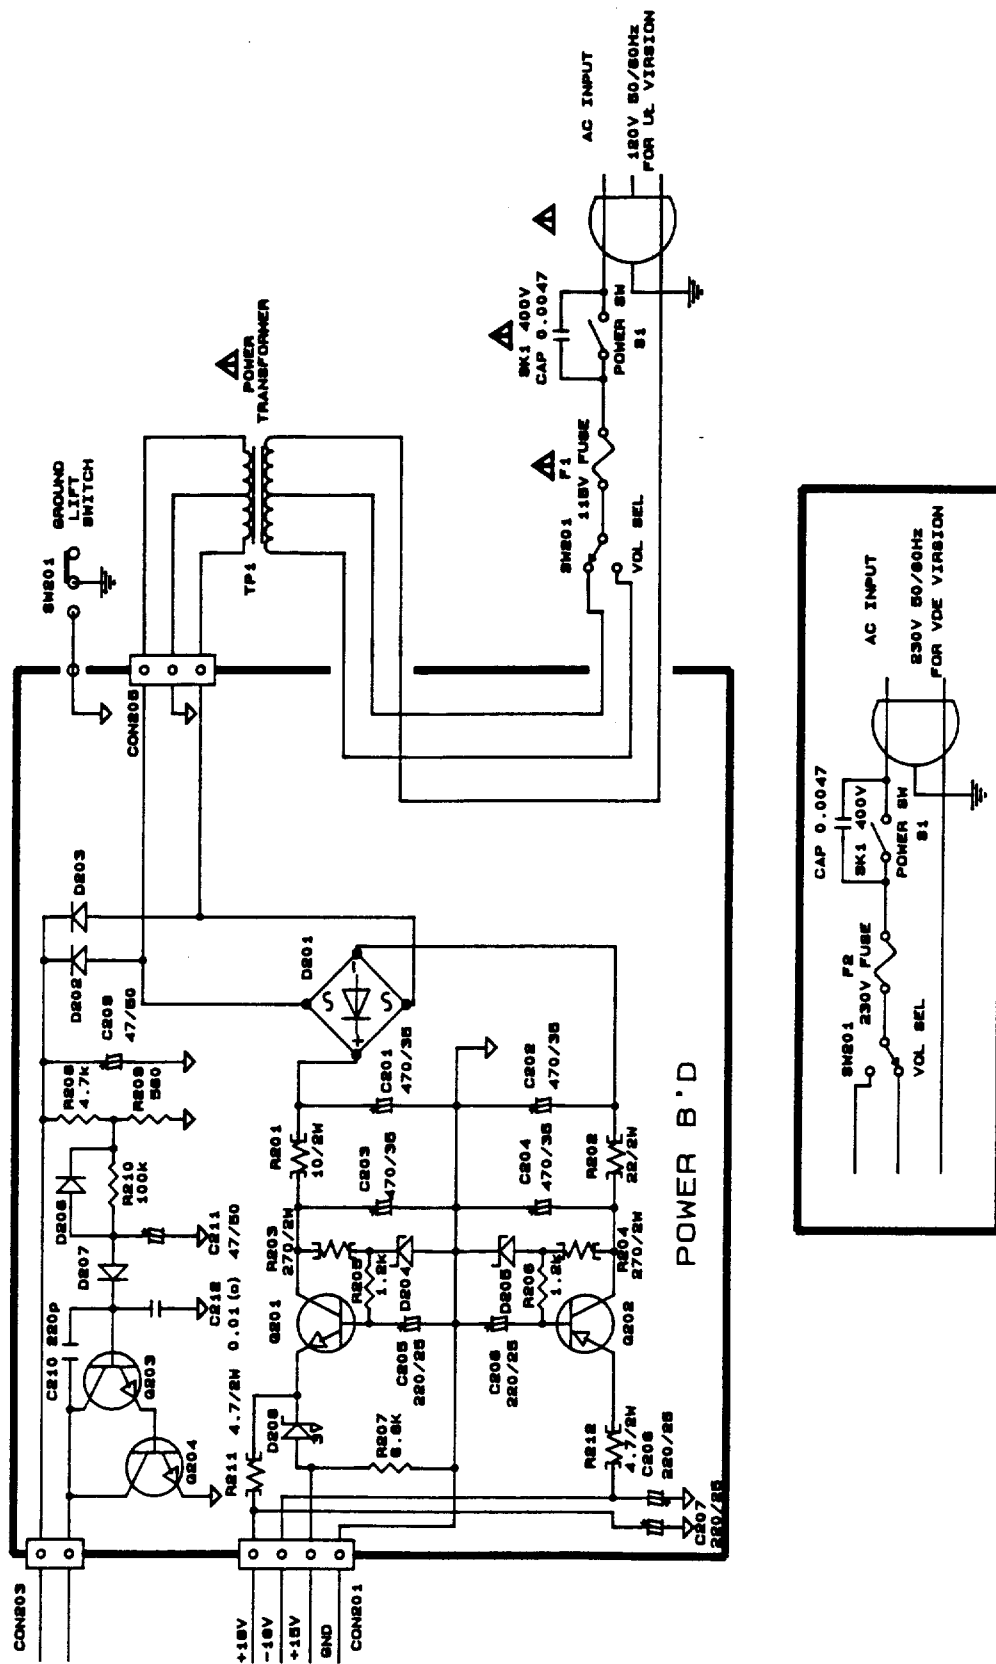 CON203
+18V
-18V
+15V
GND
CON201
C210 220p
Q203
Q204
D207
D206
R210
100k
R208
4.7k
R209
560
C209
47/50
D202
D203
C211
47/50
C212
0.01(o)
R211
4.7/2W
D208
3V
R207
6.8K
Q201
R203
270/2W
R205
1.2k
D204
C205
220/25
C206
220/25
D205
R206
1.2k
Q202
R204
270/2W
R212
4.7/2W
C208
220/25
C207
220/25
R201
10/2W
C203
470/35
C204
470/35
R202
22/2W
C201
470/35
C202
470/35
D201
S
S
+
-
POWER B'D
CON205
SW201
GROUND
LIFT
SWITCH
TP1
POWER
TRANSFORMER
SW201
VOL SEL
F1
115V FUSE
SK1 400V
CAP 0.0047
POWER SW
S1
AC INPUT
120V 50/60Hz
FOR UL VIRSION
SW201
VOL SEL
F2
230V FUSE
CAP 0.0047
SK1 400V
POWER SW
S1
AC INPUT
230V 50/60Hz
FOR VDE VIRSION